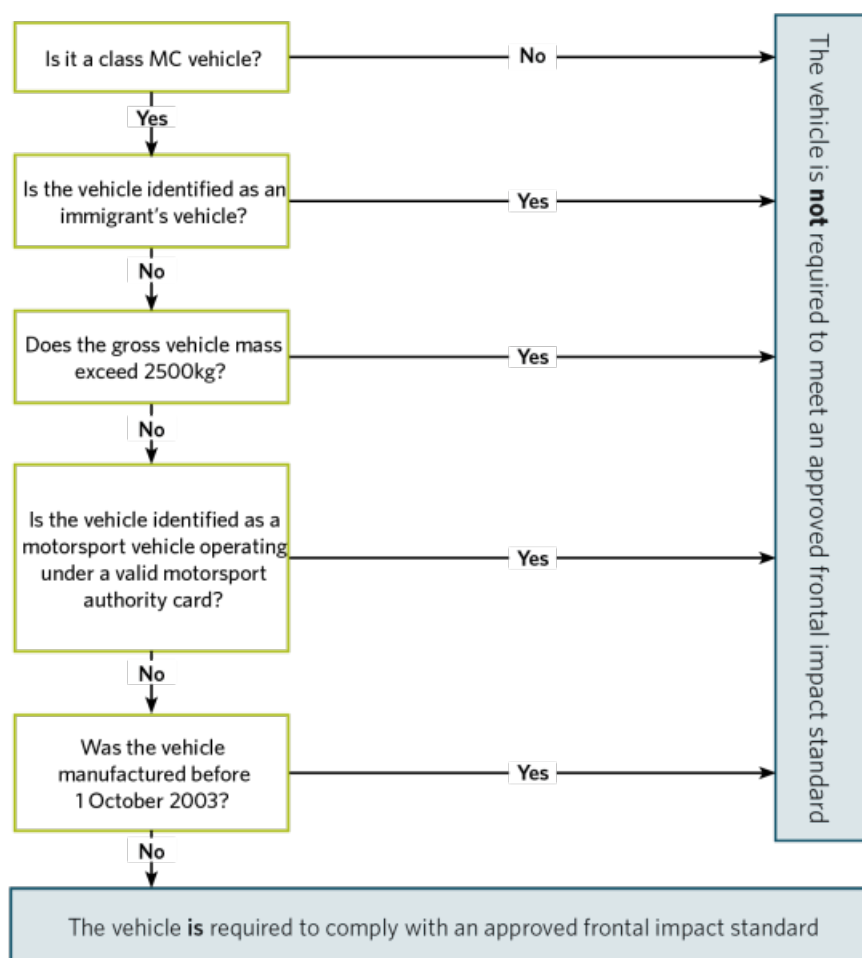 Is it a class MC vehicle?
No
Yes
Is the vehicle identified as an
immigrant's vehicle?
Yes
No
Does the gross vehicle mass
exceed 2500kg?
Yes
No
Is the vehicle identified as a
motorsport vehicle operating
under a valid motorsport
authority card?
Yes
No
Was the vehicle
manufactured before
1 October 2003?
Yes
No
The vehicle is not required to meet an approved frontal impact standard
The vehicle is required to comply with an approved frontal impact standard